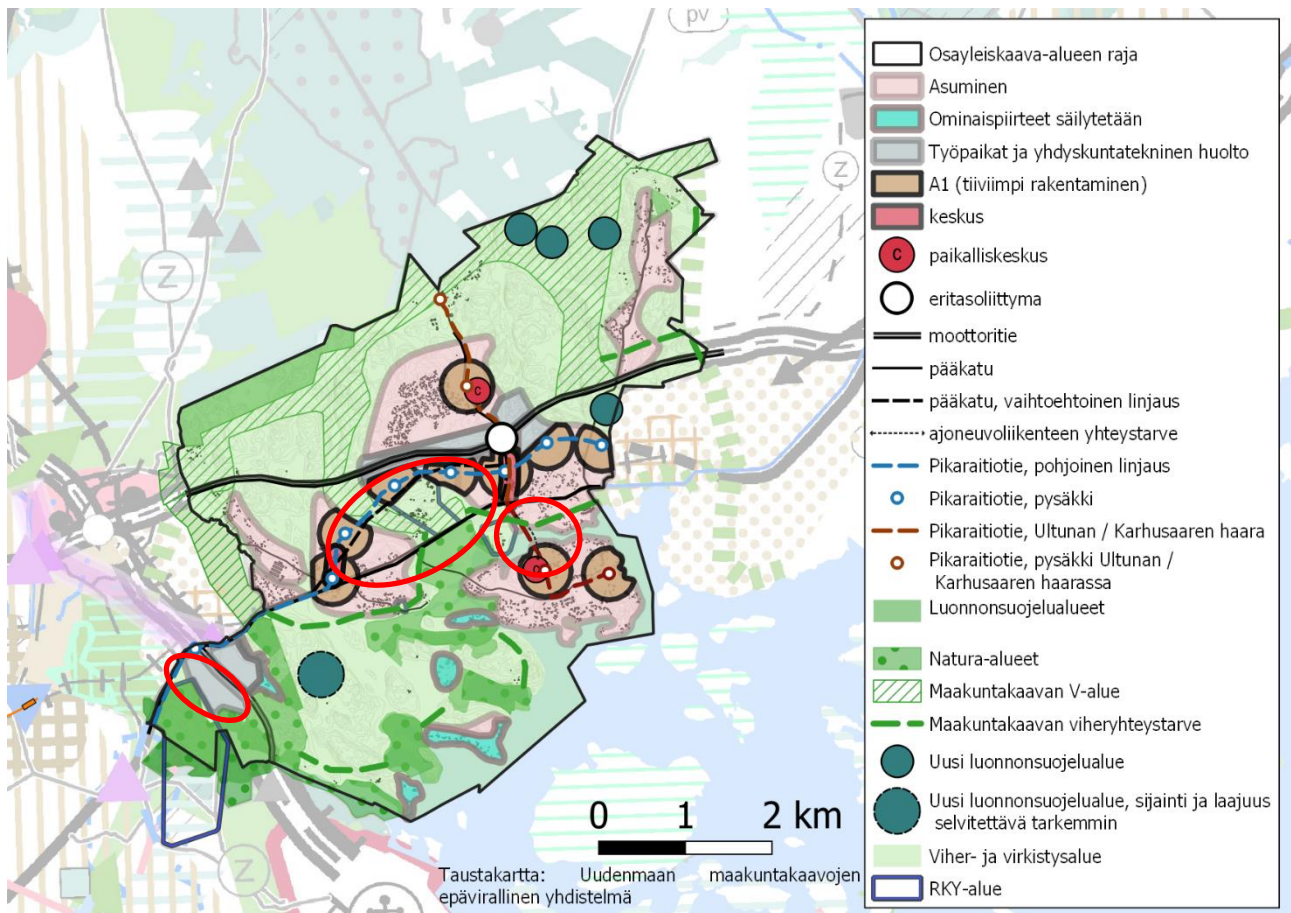 pv
Z
Z
Z
C
C
0 1 2 km
Taustakartta: Uudenmaan maakuntakaavojen
epävirallinen yhdistelmä
Osayleiskaava-alueen raja
Asuminen
Ominaispiirteet säilytetään
Työpaikat ja yhdyskuntatekninen huolto
A1 (tiiviimpi rakentaminen)
keskus
C paikalliskeskus
eritasoliittyma
moottoritie
pääkatu
pääkatu, vaihtoehtoinen linjaus
ajoneuvoliikenteen yhteystarve
Pikaraitiotie, pohjoinen linjaus
Pikaraitiotie, pysäkki
Pikaraitiotie, Ultunan / Karhusaaren haara
Pikaraitiotie, pysäkki Ultunan /
Karhusaaren haarassa
Luonnonsuojelualueet
Natura-alueet
Maakuntakaavan V-alue
Maakuntakaavan viheryhteystarve
Uusi luonnonsuojelualue
Uusi luonnonsuojelualue, sijainti ja laajuus
selvitettävä tarkemmin
Viher- ja virkistysalue
RKY-alue